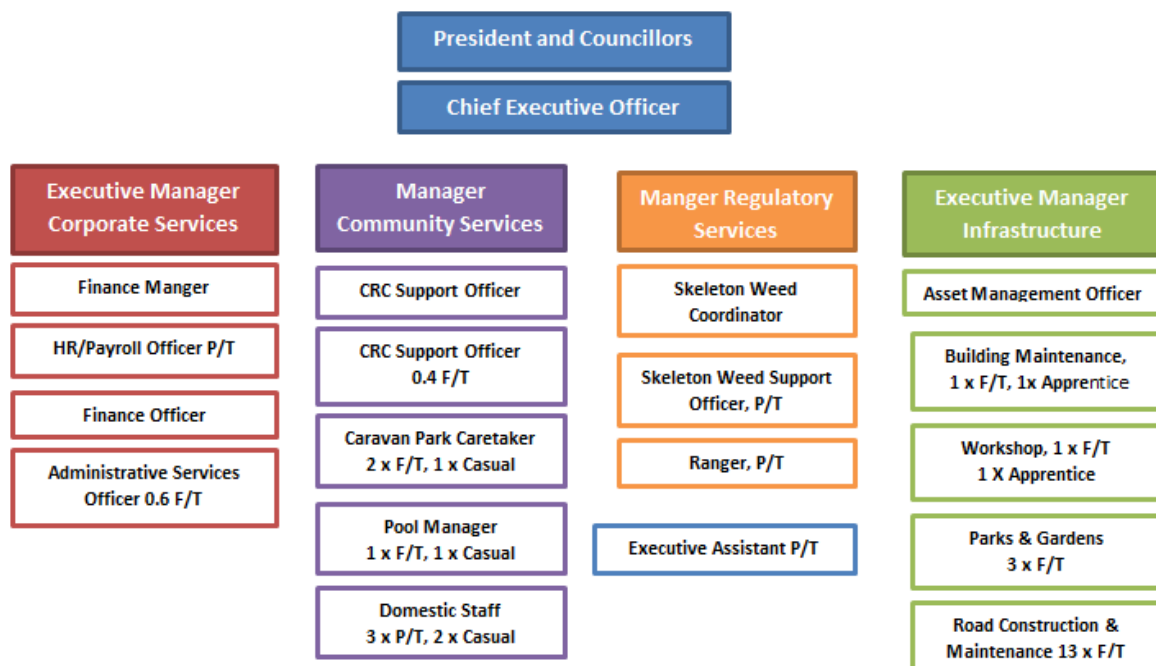 President and Councillors
Chief Executive Officer
Executive Manager
Corporate Services
Finance Manger
HR/Payroll Officer P/T
Finance Officer
Administrative Services
Officer 0.6 F/T
Manager
Community Services
CRC Support Officer
CRC Support Officer
0.4 F/T
Caravan Park Caretaker
2 x F/T, 1 x Casual
Pool Manager
1 x F/T, 1 x Casual
Domestic Staff
3 x P/T, 2 x Casual
Manger Regulatory
Services
Skeleton Weed
Coordinator
Skeleton Weed Support
Officer, P/T
Ranger, P/T
Executive Assistant P/T
Executive Manager
Infrastructure
Asset Management Officer
Building Maintenance,
1 x F/T, 1x Apprentice
Workshop, 1 x F/T
1 X Apprentice
Parks & Gardens
3 x F/T
Road Construction &
Maintenance 13 x F/T